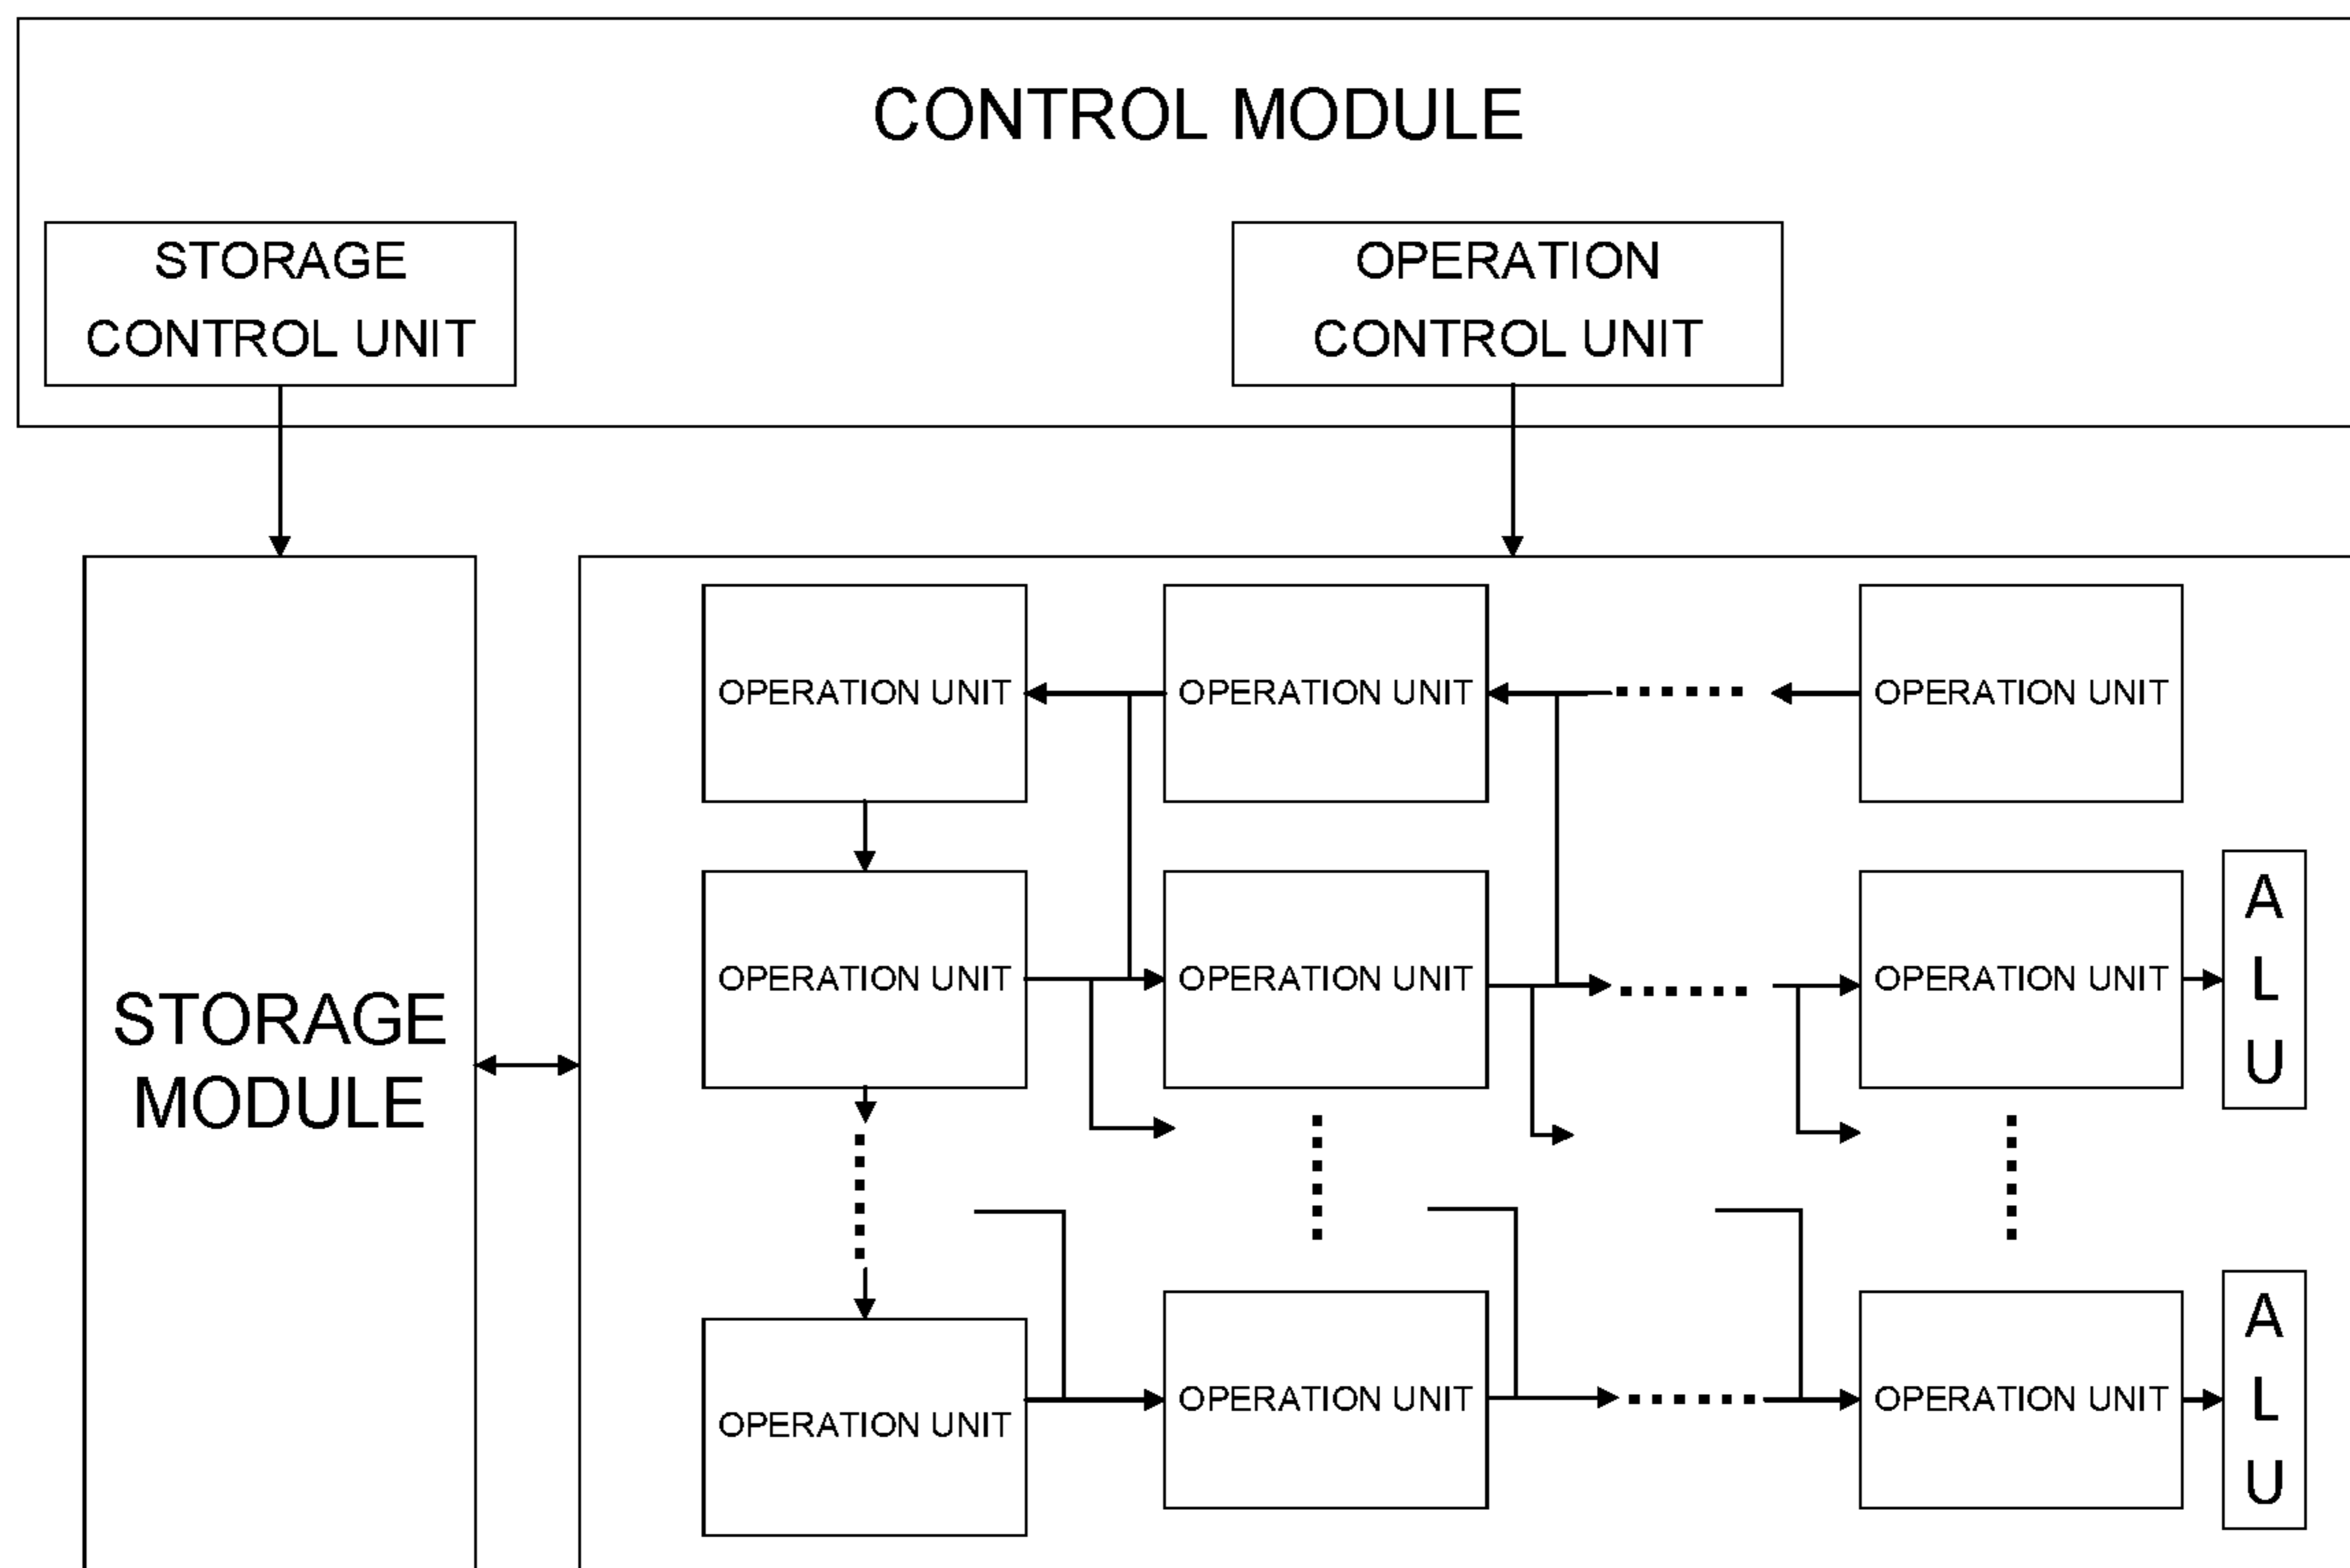 CONTROL MODULE
STORAGE
CONTROL UNIT
OPERATION
CONTROL UNIT
STORAGE
MODULE
OPERATION UNIT
OPERATION UNIT
OPERATION UNIT
OPERATION UNIT
OPERATION UNIT
OPERATION UNIT
A
L
U
OPERATION UNIT
OPERATION UNIT
OPERATION UNIT
A
L
U